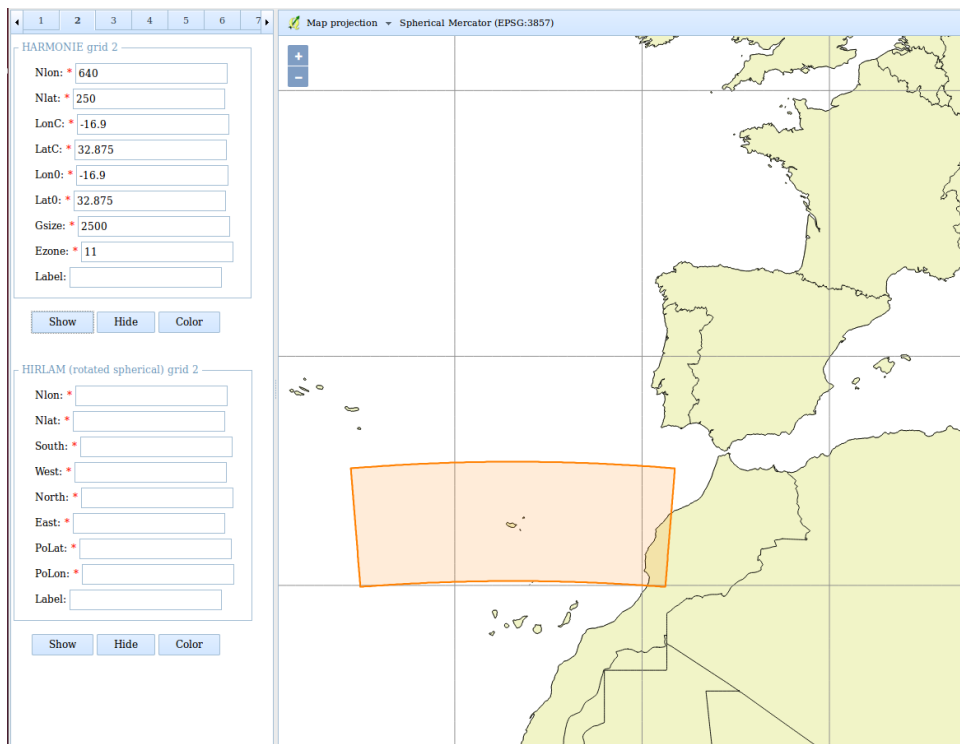 1 2 3 4 5 6 7
Map projection Spherical Mercator (EPSG:3857)
HARMONIE grid 2
Nlon: * 640
Nlat: * 250
LonC: * -16.9
LatC: * 32.875
Lon0: * -16.9
Lat0: * 32.875
Gsize: * 2500
Ezone: * 11
Label:
Show Hide Color
HIRLAM (rotated spherical) grid 2
Nlon: *
Nlat: *
South: *
West: *
North: *
East: *
PoLat: *
PoLon: *
Label:
Show Hide Color
+
−